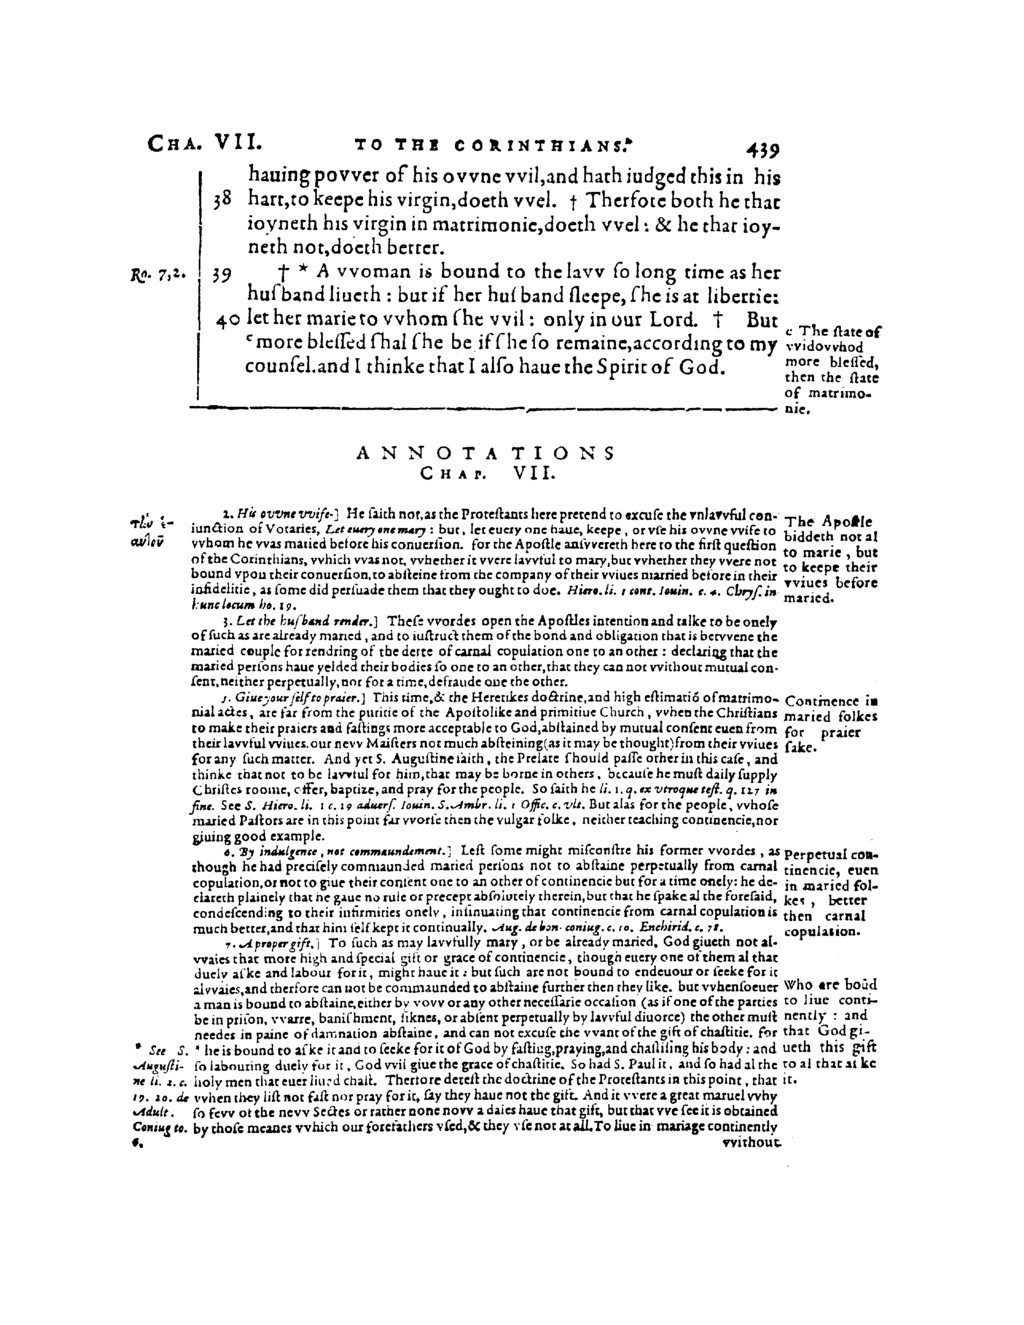 CHA. VII. TO THE CORINTHIANS. 439
hauing povver of his ovvne vvil, and hath iudged this in his
38 hart, to keepe his virgin, doeth vvel. † Therfore both he that
ioyneth his virgin in matrimonie, doeth vvel: & he that ioy-
neth not, doeth better.
Ro. 7,2.
39 † * A vvoman is bound to the lavv ſo long time as her
huſband liueth: but if her huſband ſleepe, ſhe is at libertie:
40 let her marie to vvhom ſhe vvil: only in our Lord. † But
c more bleſſed ſhal ſhe be if ſhe ſo remaine, according to my
counſel. and I thinke that I alſo haue the Spirit of God.
c The ſtate of
vvidovvhod
more bleſſed,
then the ſtate
of matrimo-
nie.
ANNOTATIONS
CHAP. VII.
τὴν ἑ-
αυτοῦ
2. His ovvne vvife.] He ſaith not, as the Proteſtants here pretend to excuſe the vnlavvful con-
iunction of Votaries, Let euery one mary: but, let euery one haue, keepe, or vſe his ovvne vvife to
vvhom he vvas maried before his conuerſion. for the Apoſtle anſvvereth here to the firſt queſtion
of the Corinthians, vvhich vvas not, vvhether it vvere lavvful to mary, but vvhether they vvere not
bound vpon their conuerſion, to abſteine from the company of their vviues married before in their
infidelitie, as ſome did perſuade them that they ought to doe. Hiero. li. 1 cont. Iouin. c. 4. Chryſ. in
hunc locum ho. 19.
The Apoſtle
biddeth not al
to marie, but
to keepe their
vviues before
maried.
3. Let the huſband render.] Theſe vvordes open the Apoſtles intention and talke to be onely
of ſuch as are already maried, and to inſtruct them of the bond and obligation that is betvvene the
maried couple for rendring of the dette of carnal copulation one to an other: declaring that the
maried perſons haue yelded their bodies ſo one to an other, that they can not vvithout mutual con-
ſent, neither perpetually, nor for a time, defraude one the other.
5. Giue your ſelf to praier.] This time, & the Heretikes doctrine, and high eſtimatiõ of matrimo-
nial actes, are far from the puritie of the Apoſtolike and primitiue Church, vvhen the Chriſtians
to make their praiers and faſtings more acceptable to God, abſtained by mutual conſent euen from
their lavvful vviues. our nevv Maiſters not much abſteining (as it may be thought) from their vviues
for any ſuch matter. And yet S. Auguſtine ſaith, the Prelate ſhould paſſe other in this caſe, and
thinke that not to be lavvful for him, that may be borne in others, becauſe he muſt daily ſupply
Chriſtes roome, offer, baptize, and pray for the people. So ſaith he li. 1. q. ex vtroque teſt. q. 127 in
fine. See S. Hiero. li. 1 c. 19 aduerſ. Iouin. S. Ambr. li. 1 Offic. c. vlt. But alas for the people, vvhoſe
maried Paſtors are in this point far vvorſe then the vulgar folke, neither teaching continencie, nor
giuing good example.
Continence in
maried folkes
for praier
ſake.
6. By indulgence, not commaundement.] Leſt ſome might miſconſtre his former vvordes, as
though he had preciſely commaunded maried perſons not to abſtaine perpetually from carnal
copulation, or not to giue their conſent one to an other of continencie but for a time onely: he de-
clareth plainely that he gaue no rule or precept abſolutely therein, but that he ſpake al the foreſaid,
condeſcending to their infirmities onely, inſinuating that continencie from carnal copulation is
much better, and that him ſelf kept it continually. Aug. de bon. coniug. c. 10. Enchirid. c. 78.
Perpetual con-
tinencie, euen
in maried fol-
kes, better
then carnal
copulation.
7. A proper gift.] To ſuch as may lavvfully mary, or be already maried, God giueth not al-
vvaies that more high and ſpecial gift or grace of continencie, though euery one of them al that
duely aſke and labour for it, might haue it: but ſuch are not bound to endeuour or ſeeke for it
alvvaies, and therfore can not be commaunded to abſtaine further then they like. but vvhenſoeuer
a man is bound to abſtaine, either by vovv or any other neceſſarie occaſion (as if one of the parties
be in priſon, vvarre, baniſhment, ſiknes, or abſent perpetually by lavvful diuorce) the other muſt
needes in paine of damnation abſtaine, and can not excuſe the vvant of the gift of chaſtitie. for
* he is bound to aſke it and to ſeeke for it of God by faſting, praying, and chaſtiſing his body: and
ſo labouring duely for it, God vvil giue the grace of chaſtitie. So had S. Paul it, and ſo had al the
holy men that euer liued chaſt. Therfore deteſt the doctrine of the Proteſtants in this point, that
vvhen they liſt not faſt nor pray for it, ſay they haue not the gift. And it vvere a great maruel vvhy
ſo fevv of the nevv Sectes or rather none novv a daies haue that gift, but that vve ſee it is obtained
by thoſe meanes vvhich our forefathers vſed, & they vſe not at all. To liue in mariage continently
vvithout
Who are boũd
to liue conti-
nently: and
that God gi-
ueth this gift
to al that aſke
it.
* See S.
Auguſti-
ne li. 2. c.
19. 20. de
Adult.
Coniug to.
6.